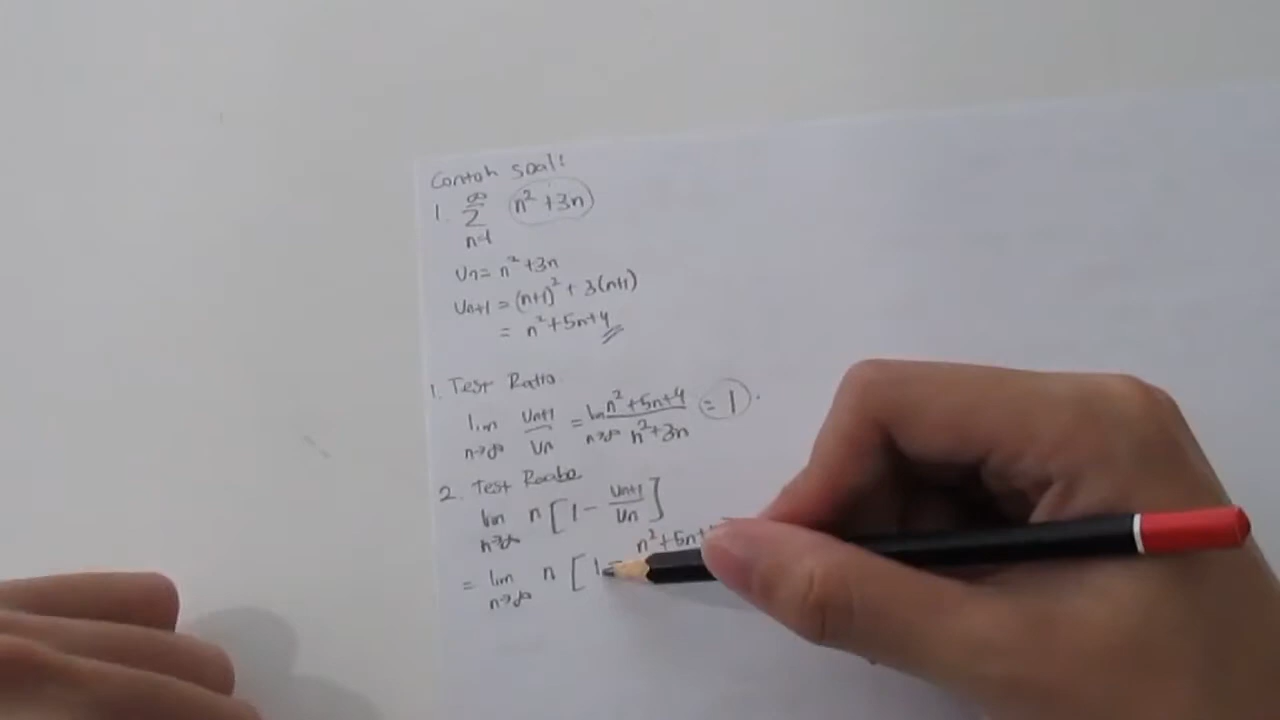 Contoh Soal!
1. ∞
Σ n² + 3n
n=1
Un = n² + 3n
Un+1 = (n+1)² + 3(n+1)
= n² + 5n + 4
1. Test Ratio
lim n→∞ Un+1/Un = lim n→∞ (n² + 5n + 4)/(n² + 3n) = 1
2. Test Raabe
lim n→∞ n [1 - Un+1/Un]
= lim n→∞ n [1 - n² + 5n +